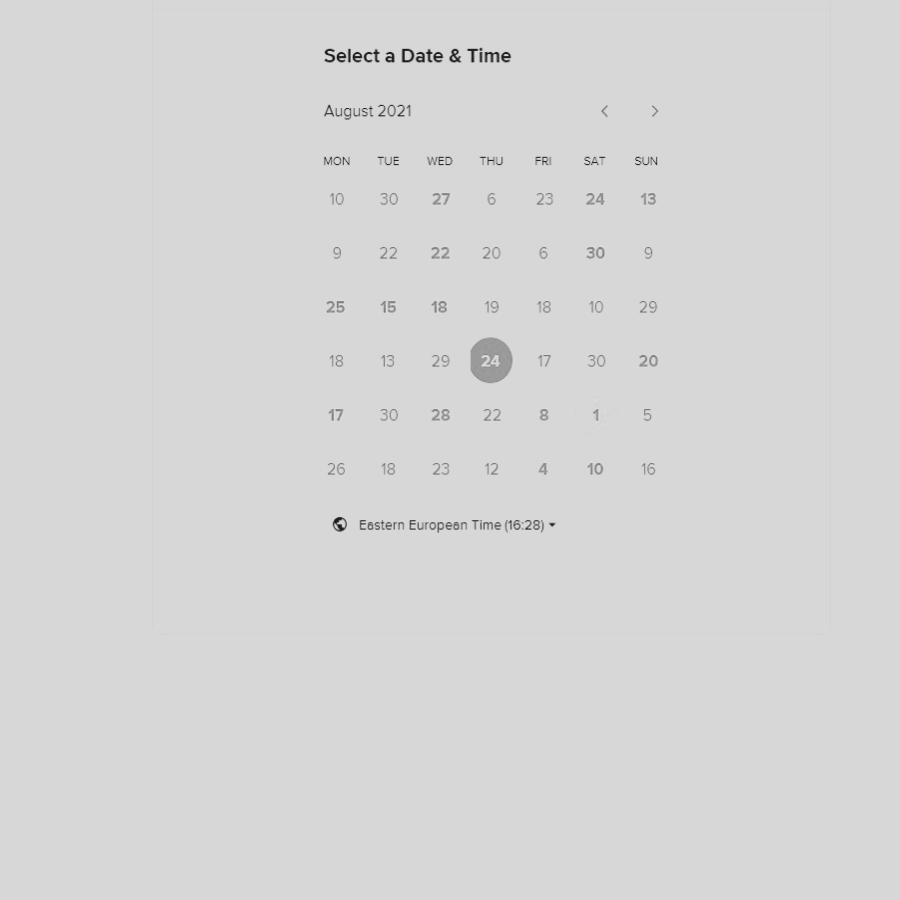 Select a Date & Time
August 2021
MON TUE WED THU FRI SAT SUN
10 30 27 6 23 24 13
9 22 22 20 6 30 9
25 15 18 19 18 10 29
18 13 29 24 17 30 20
17 30 28 22 8 1 5
26 18 23 12 4 10 16
Eastern European Time (16:28)